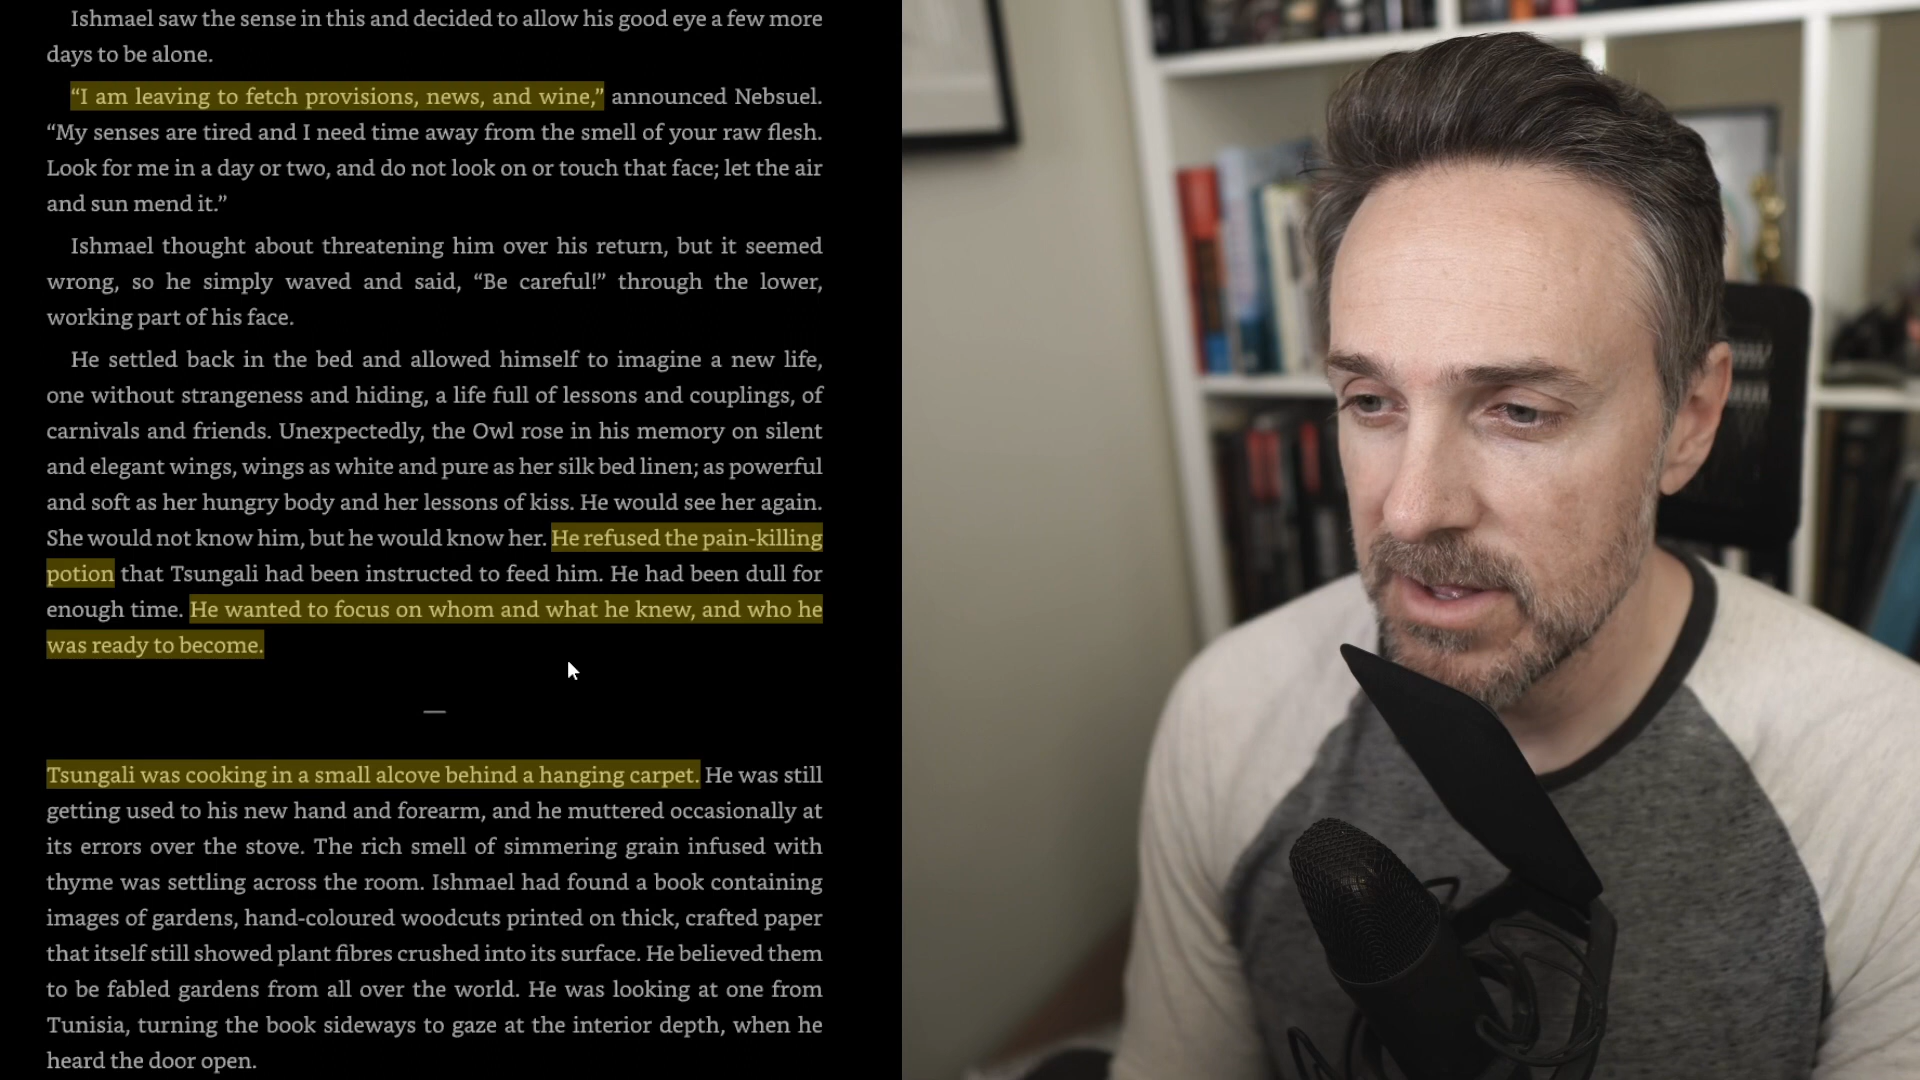 Ishmael saw the sense in this and decided to allow his good eye a few more
days to be alone.
“I am leaving to fetch provisions, news, and wine,” announced Nebsuel.
“My senses are tired and I need time away from the smell of your raw flesh.
Look for me in a day or two, and do not look on or touch that face; let the air
and sun mend it.”
Ishmael thought about threatening him over his return, but it seemed
wrong, so he simply waved and said, “Be careful!” through the lower,
working part of his face.
He settled back in the bed and allowed himself to imagine a new life,
one without strangeness and hiding, a life full of lessons and couplings, of
carnivals and friends. Unexpectedly, the Owl rose in his memory on silent
and elegant wings, wings as white and pure as her silk bed linen; as powerful
and soft as her hungry body and her lessons of kiss. He would see her again.
She would not know him, but he would know her. He refused the pain-killing
potion that Tsungali had been instructed to feed him. He had been dull for
enough time. He wanted to focus on whom and what he knew, and who he
was ready to become.
—
Tsungali was cooking in a small alcove behind a hanging carpet. He was still
getting used to his new hand and forearm, and he muttered occasionally at
its errors over the stove. The rich smell of simmering grain infused with
thyme was settling across the room. Ishmael had found a book containing
images of gardens, hand-coloured woodcuts printed on thick, crafted paper
that itself still showed plant fibres crushed into its surface. He believed them
to be fabled gardens from all over the world. He was looking at one from
Tunisia, turning the book sideways to gaze at the interior depth, when he
heard the door open.